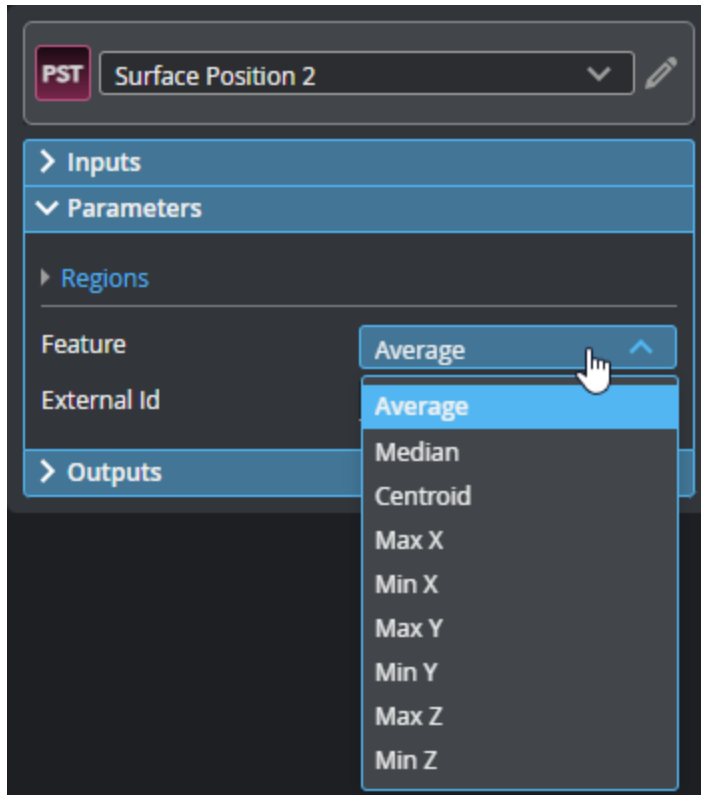 PST Surface Position 2
Inputs
Parameters
Regions
Feature Average
External Id
Average
Median
Centroid
Max X
Min X
Max Y
Min Y
Max Z
Min Z
Outputs